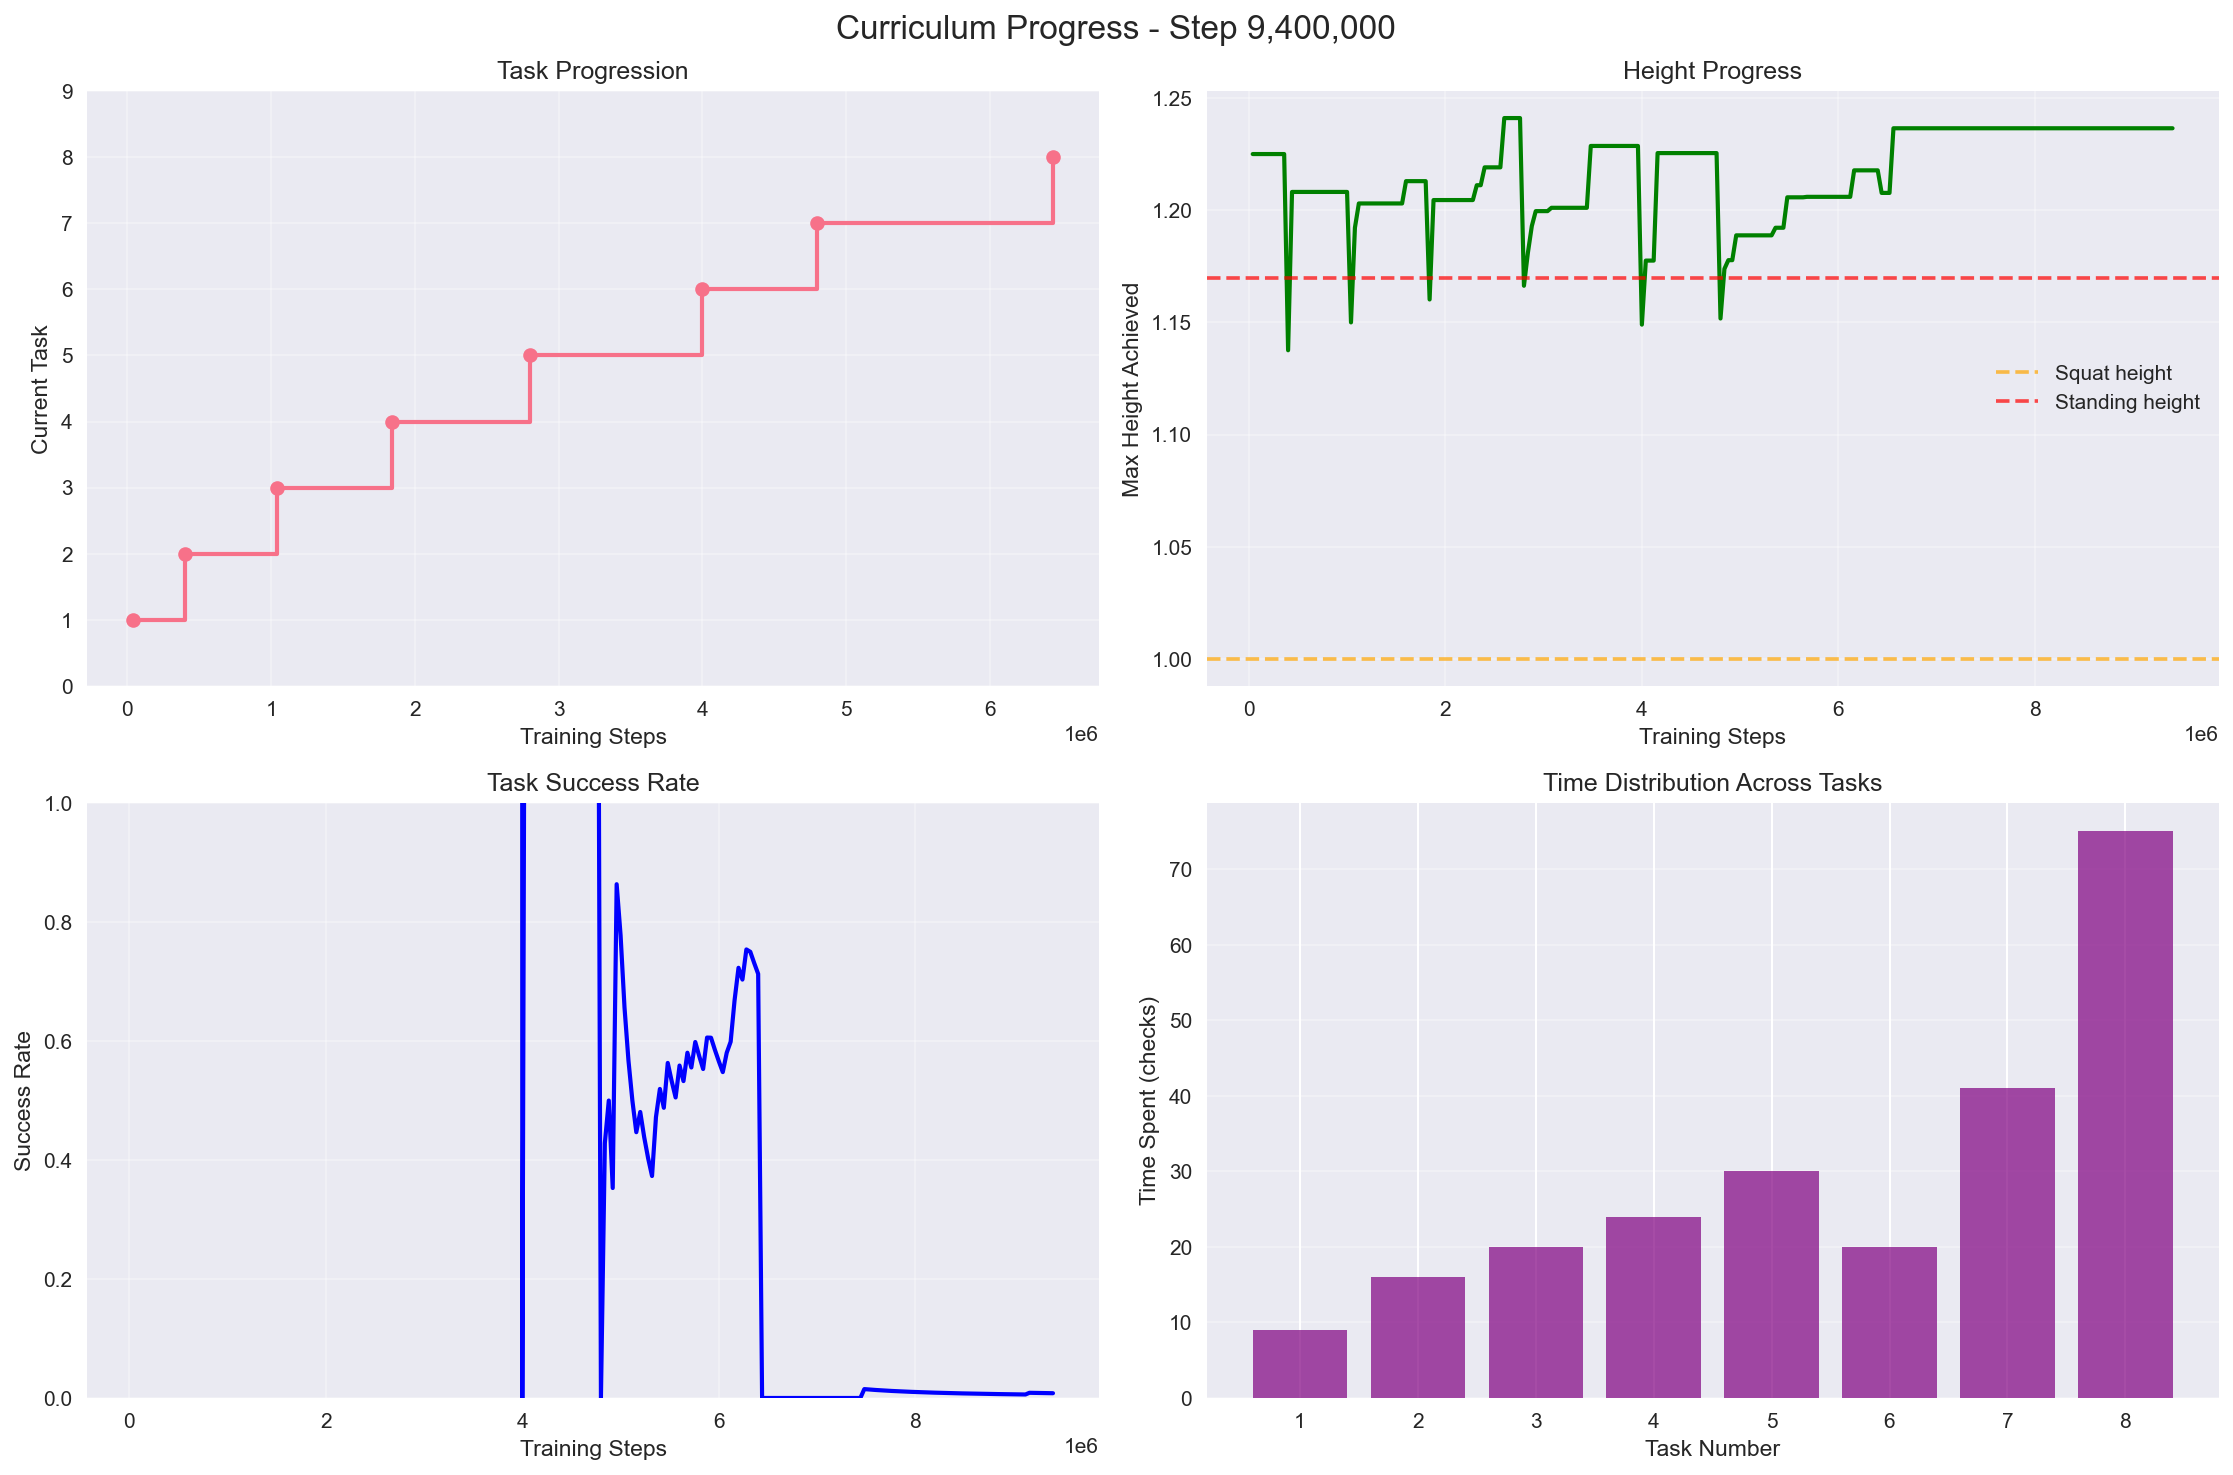 Curriculum Progress - Step 9,400,000
Task Progression
9
8
7
6
5
4
3
2
1
0
Current Task
0 1 2 3 4 5 6
1e6
Training Steps
Height Progress
1.25
1.20
1.15
1.10
1.05
1.00
Max Height Achieved
Squat height
Standing height
0 2 4 6 8
1e6
Training Steps
Task Success Rate
1.0
0.8
0.6
0.4
0.2
0.0
Success Rate
0 2 4 6 8
1e6
Training Steps
Time Distribution Across Tasks
70
60
50
40
30
20
10
0
Time Spent (checks)
1 2 3 4 5 6 7 8
Task Number